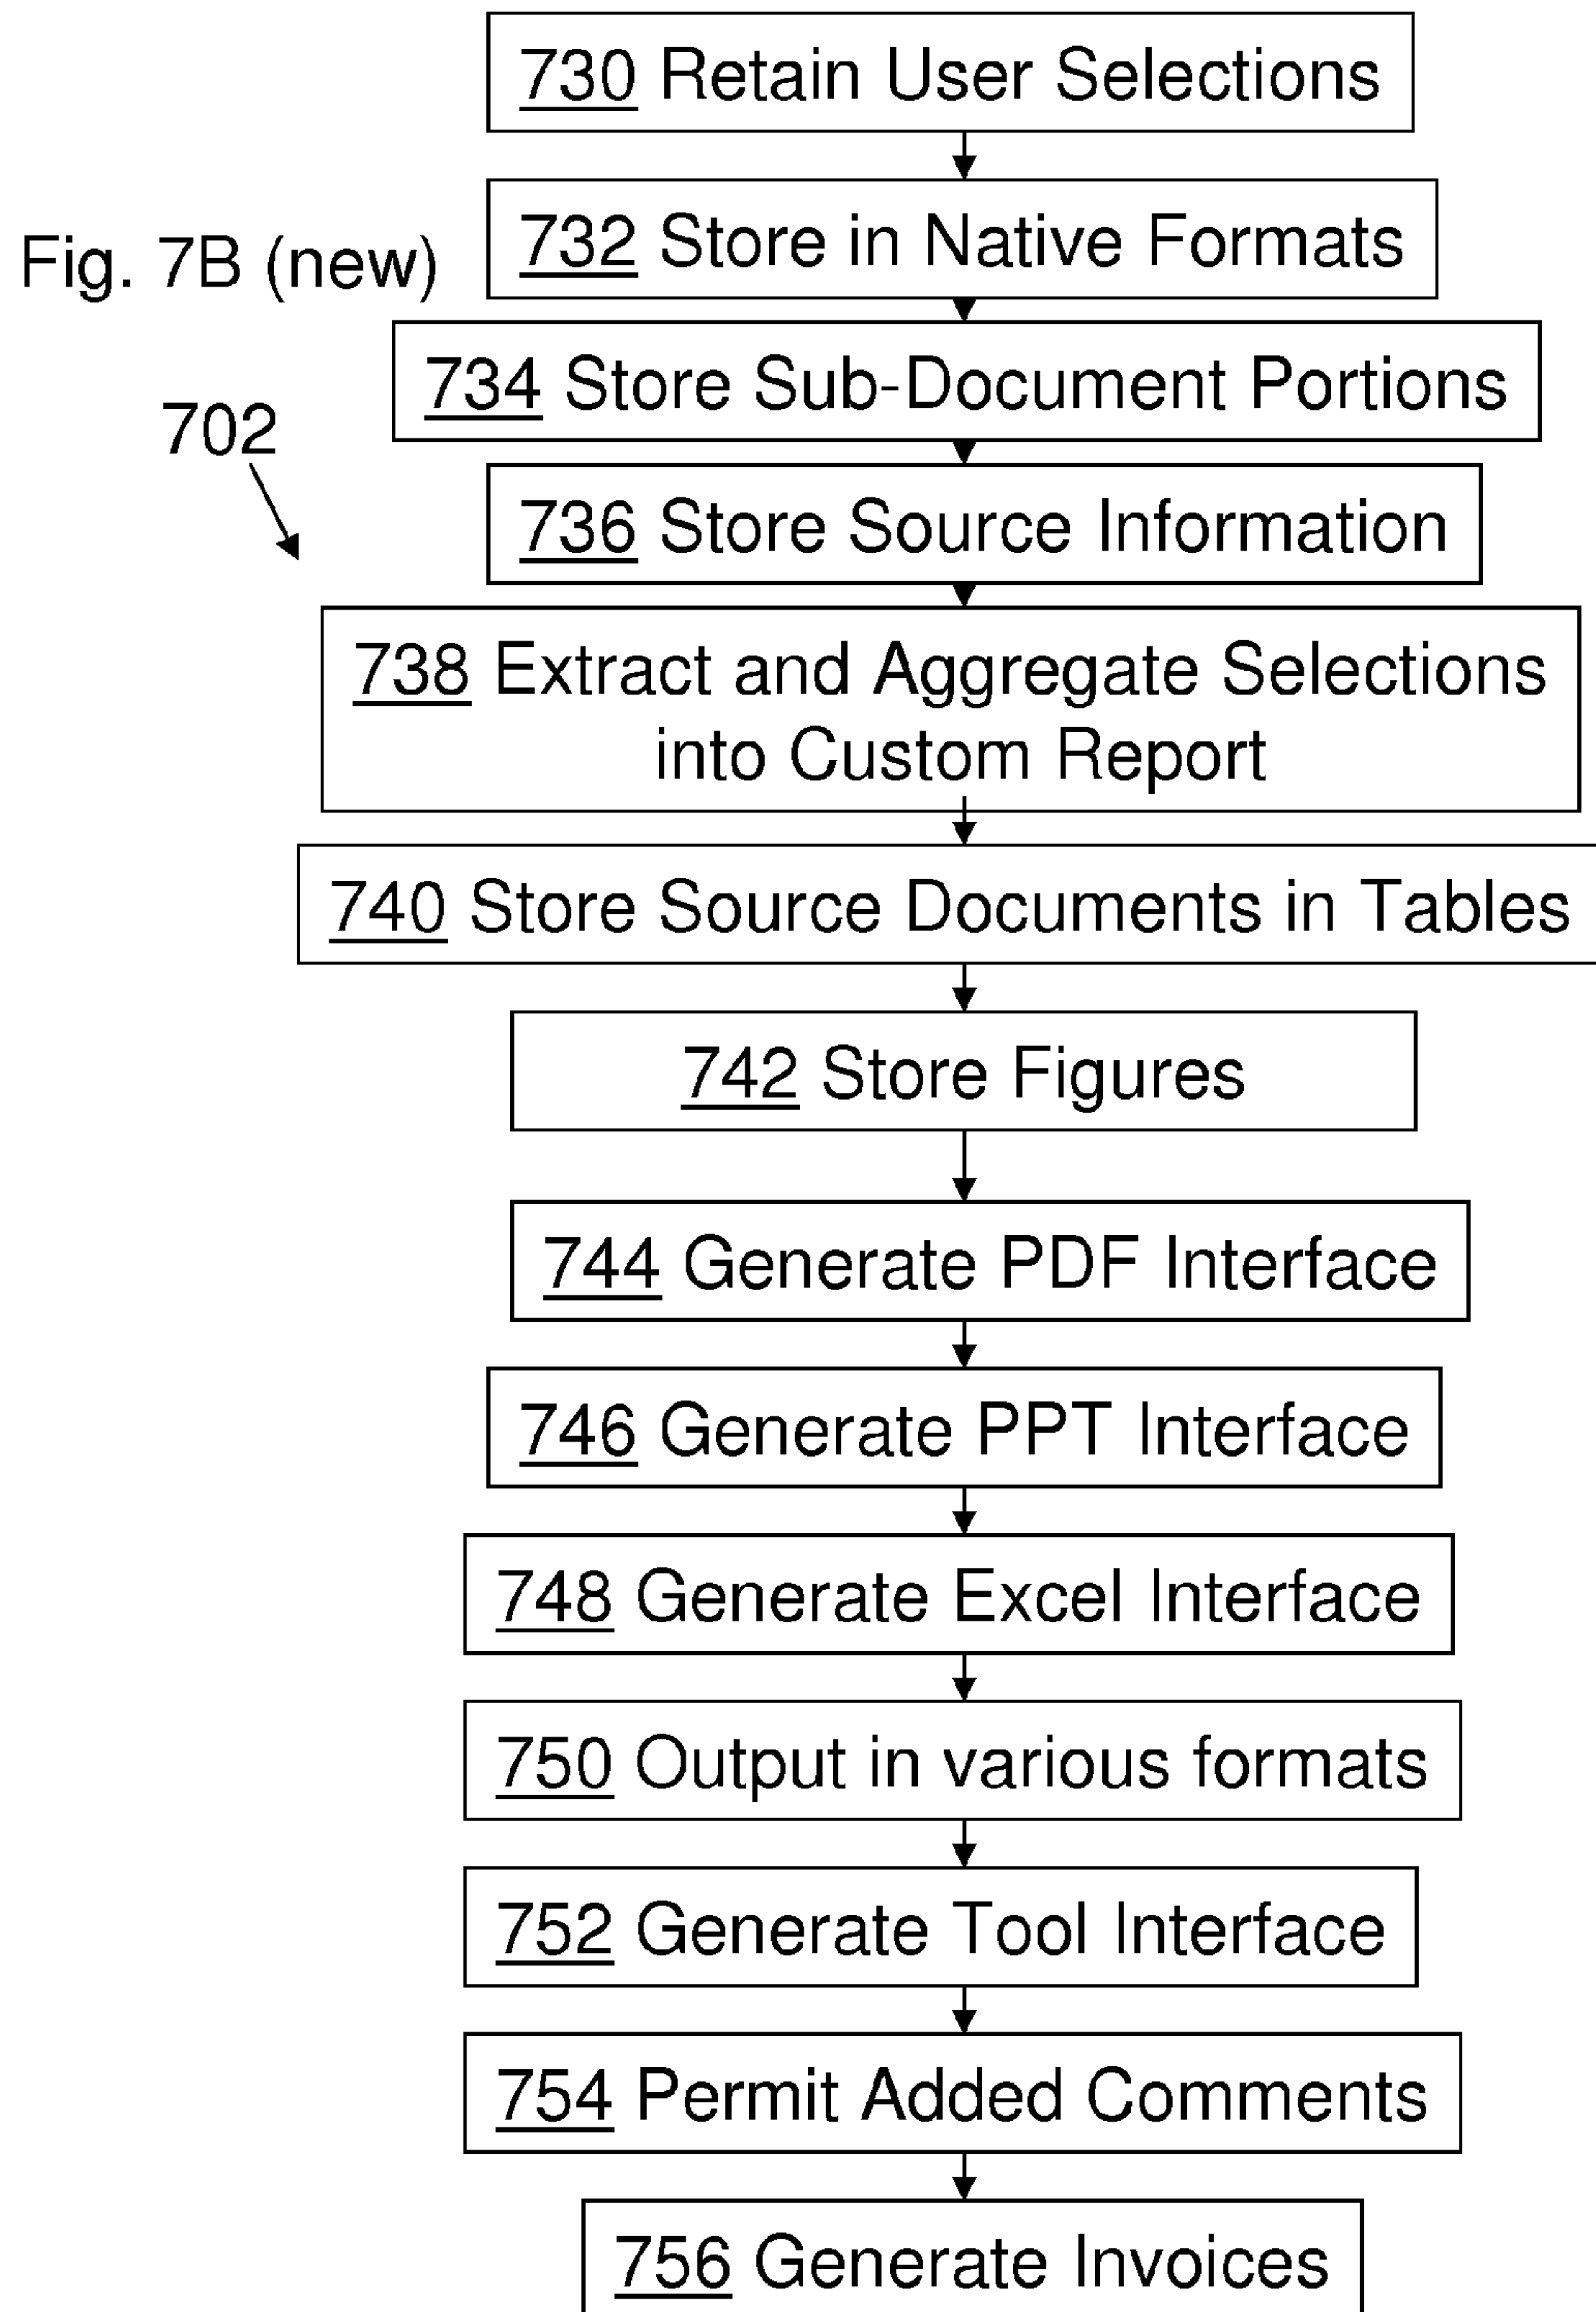 730 Retain User Selections
732 Store in Native Formats
Fig. 7B (new)
734 Store Sub-Document Portions
702
736 Store Source Information
738 Extract and Aggregate Selections
into Custom Report
740 Store Source Documents in Tables
742 Store Figures
744 Generate PDF Interface
746 Generate PPT Interface
748 Generate Excel Interface
750 Output in various formats
752 Generate Tool Interface
754 Permit Added Comments
756 Generate Invoices